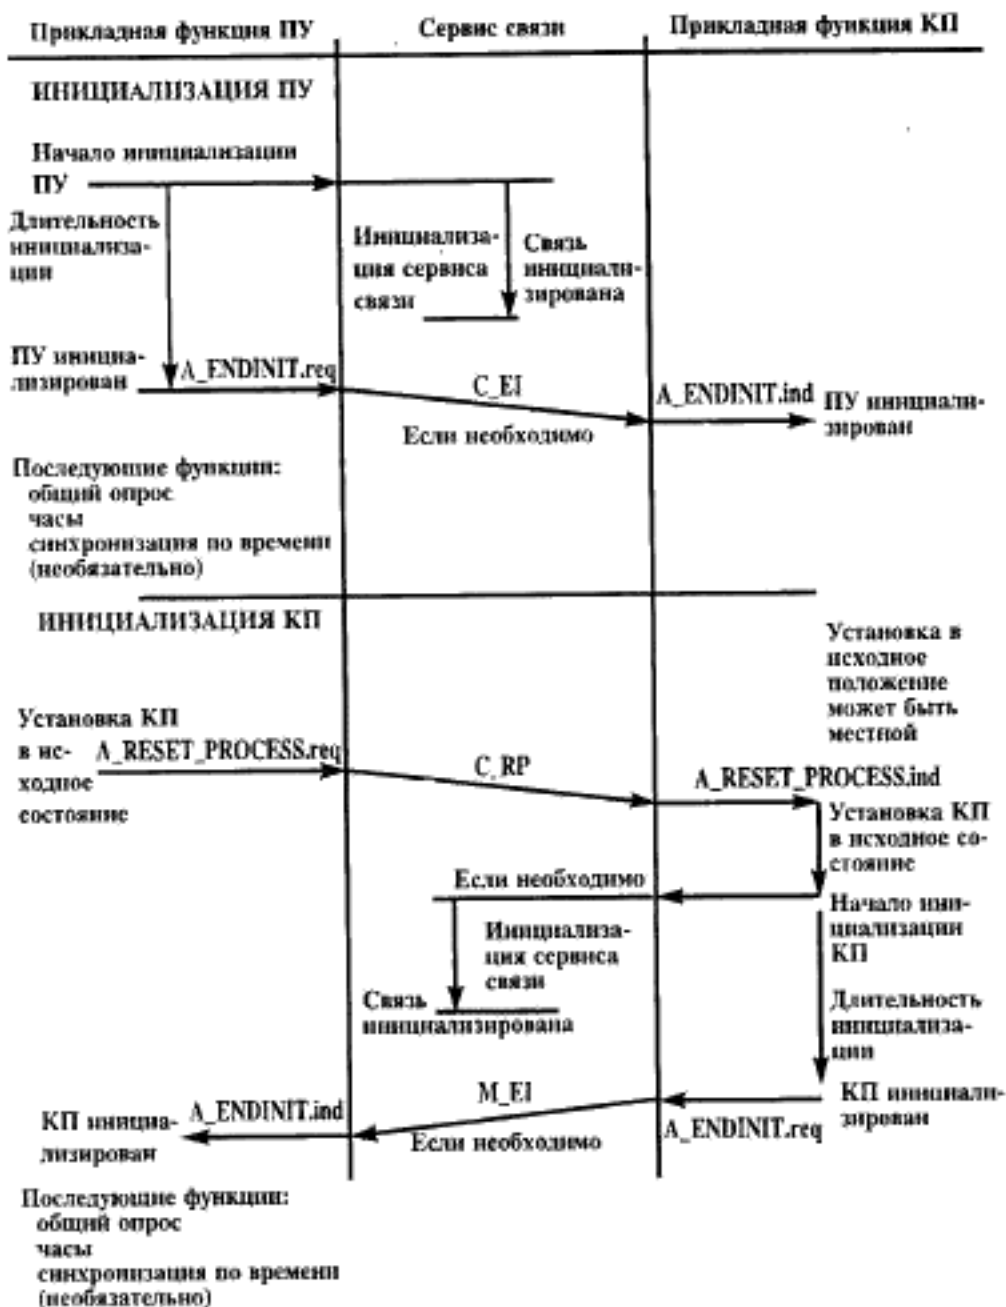 Прикладная функция ПУ
Сервис связи
Прикладная функция КП
ИНИЦИАЛИЗАЦИЯ ПУ
Начало инициализации
ПУ
Длительность
инициализа-
ции
Инициализа-
ция сервиса
связи
Связь
инициали-
зирована
ПУ инициа-
лизирован
A_ENDINIT.req
C_EI
Если необходимо
A_ENDINIT.ind
ПУ инициали-
зирован
Последующие функции:
общий опрос
часы
синхронизация по времени
(необязательно)
ИНИЦИАЛИЗАЦИЯ КП
Установка в
исходное
положение
может быть
местной
Установка КП
в ис-
ходное
состояние
A_RESET_PROCESS.req
C_RP
A_RESET_PROCESS.ind
Установка КП
в исходное со-
стояние
Если необходимо
Начало ини-
циализации
КП
Инициализа-
ция сервиса
связи
Связь
инициализирована
Длительность
инициализа-
ции
КП инициали-
зирован
A_ENDINIT.req
M_EI
Если необходимо
A_ENDINIT.ind
КП инициа-
лизирован
Последующие функции:
общий опрос
часы
синхронизация по времени
(необязательно)